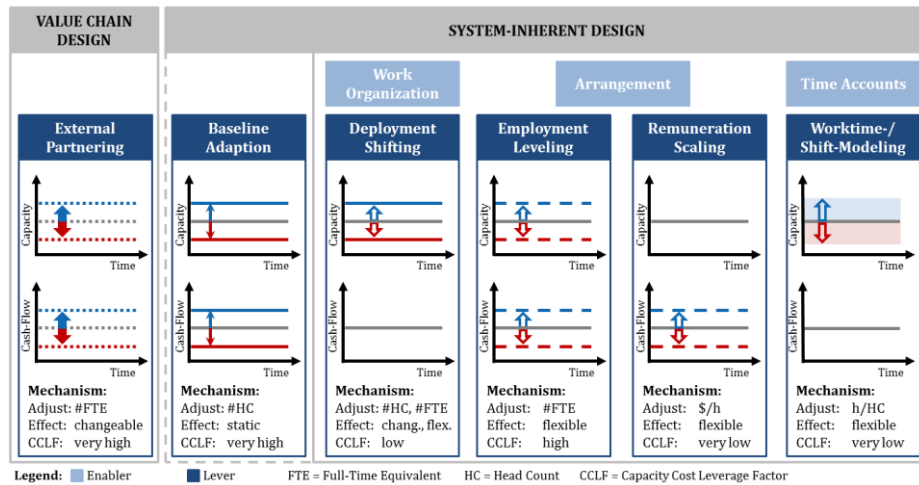 VALUE CHAIN
DESIGN
SYSTEM-INHERENT DESIGN
Work
Organization
Arrangement
Time Accounts
External
Partnering
Capacity
Time
Cash-Flow
Time
Mechanism:
Adjust: #FTE
Effect: changeable
CCLF: very high
Baseline
Adaption
Capacity
Time
Cash-Flow
Time
Mechanism:
Adjust: #HC
Effect: static
CCLF: very high
Deployment
Shifting
Capacity
Time
Cash-Flow
Time
Mechanism:
Adjust: #HC, #FTE
Effect: chang., flex.
CCLF: low
Employment
Leveling
Capacity
Time
Cash-Flow
Time
Mechanism:
Adjust: #FTE
Effect: flexible
CCLF: high
Remuneration
Scaling
Capacity
Time
Cash-Flow
Time
Mechanism:
Adjust: $/h
Effect: flexible
CCLF: very low
Worktime-/
Shift-Modeling
Capacity
Time
Cash-Flow
Time
Mechanism:
Adjust: h/HC
Effect: flexible
CCLF: very low
Legend: Enabler Lever FTE = Full-Time Equivalent HC = Head Count CCLF = Capacity Cost Leverage Factor